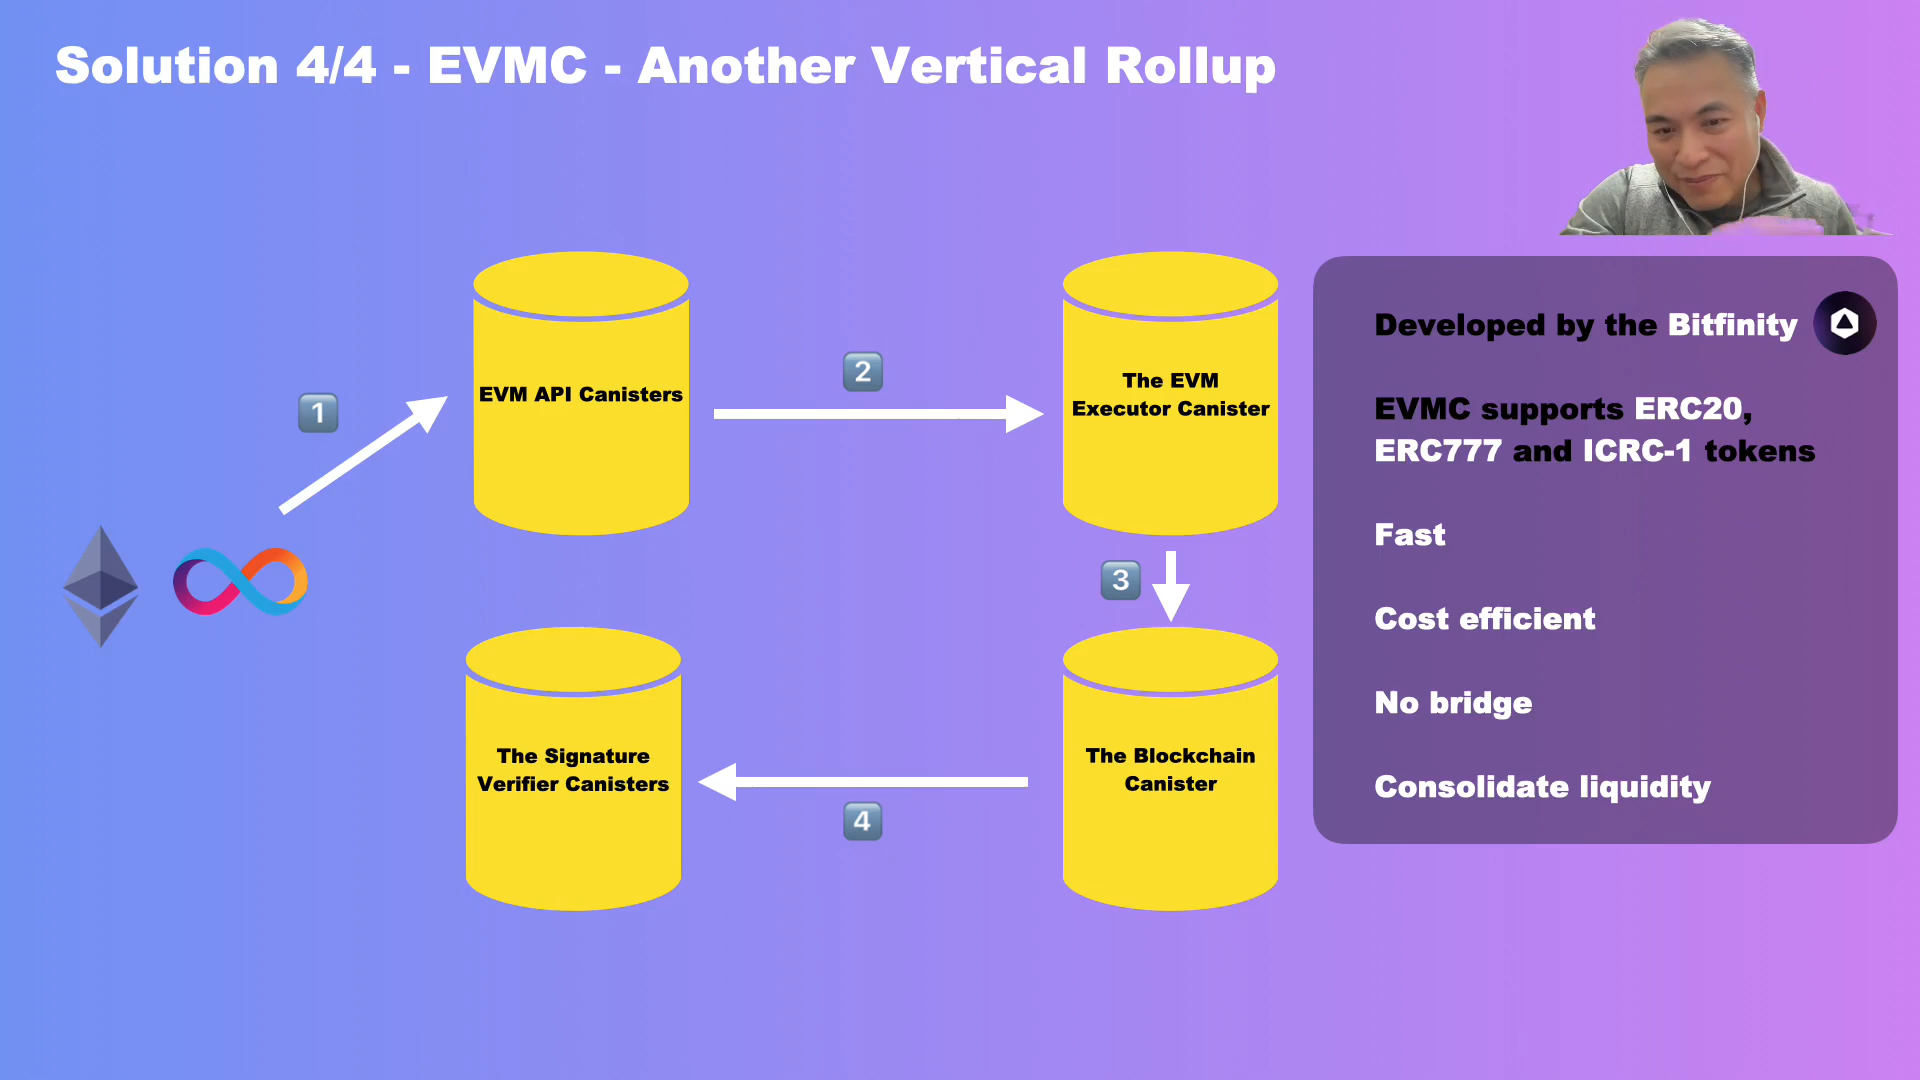 Solution 4/4 - EVMC - Another Vertical Rollup
1
EVM API Canisters
2
The EVM
Executor Canister
3
The Blockchain
Canister
4
The Signature
Verifier Canisters
Developed by the Bitfinity
EVMC supports ERC20,
ERC777 and ICRC-1 tokens
Fast
Cost efficient
No bridge
Consolidate liquidity